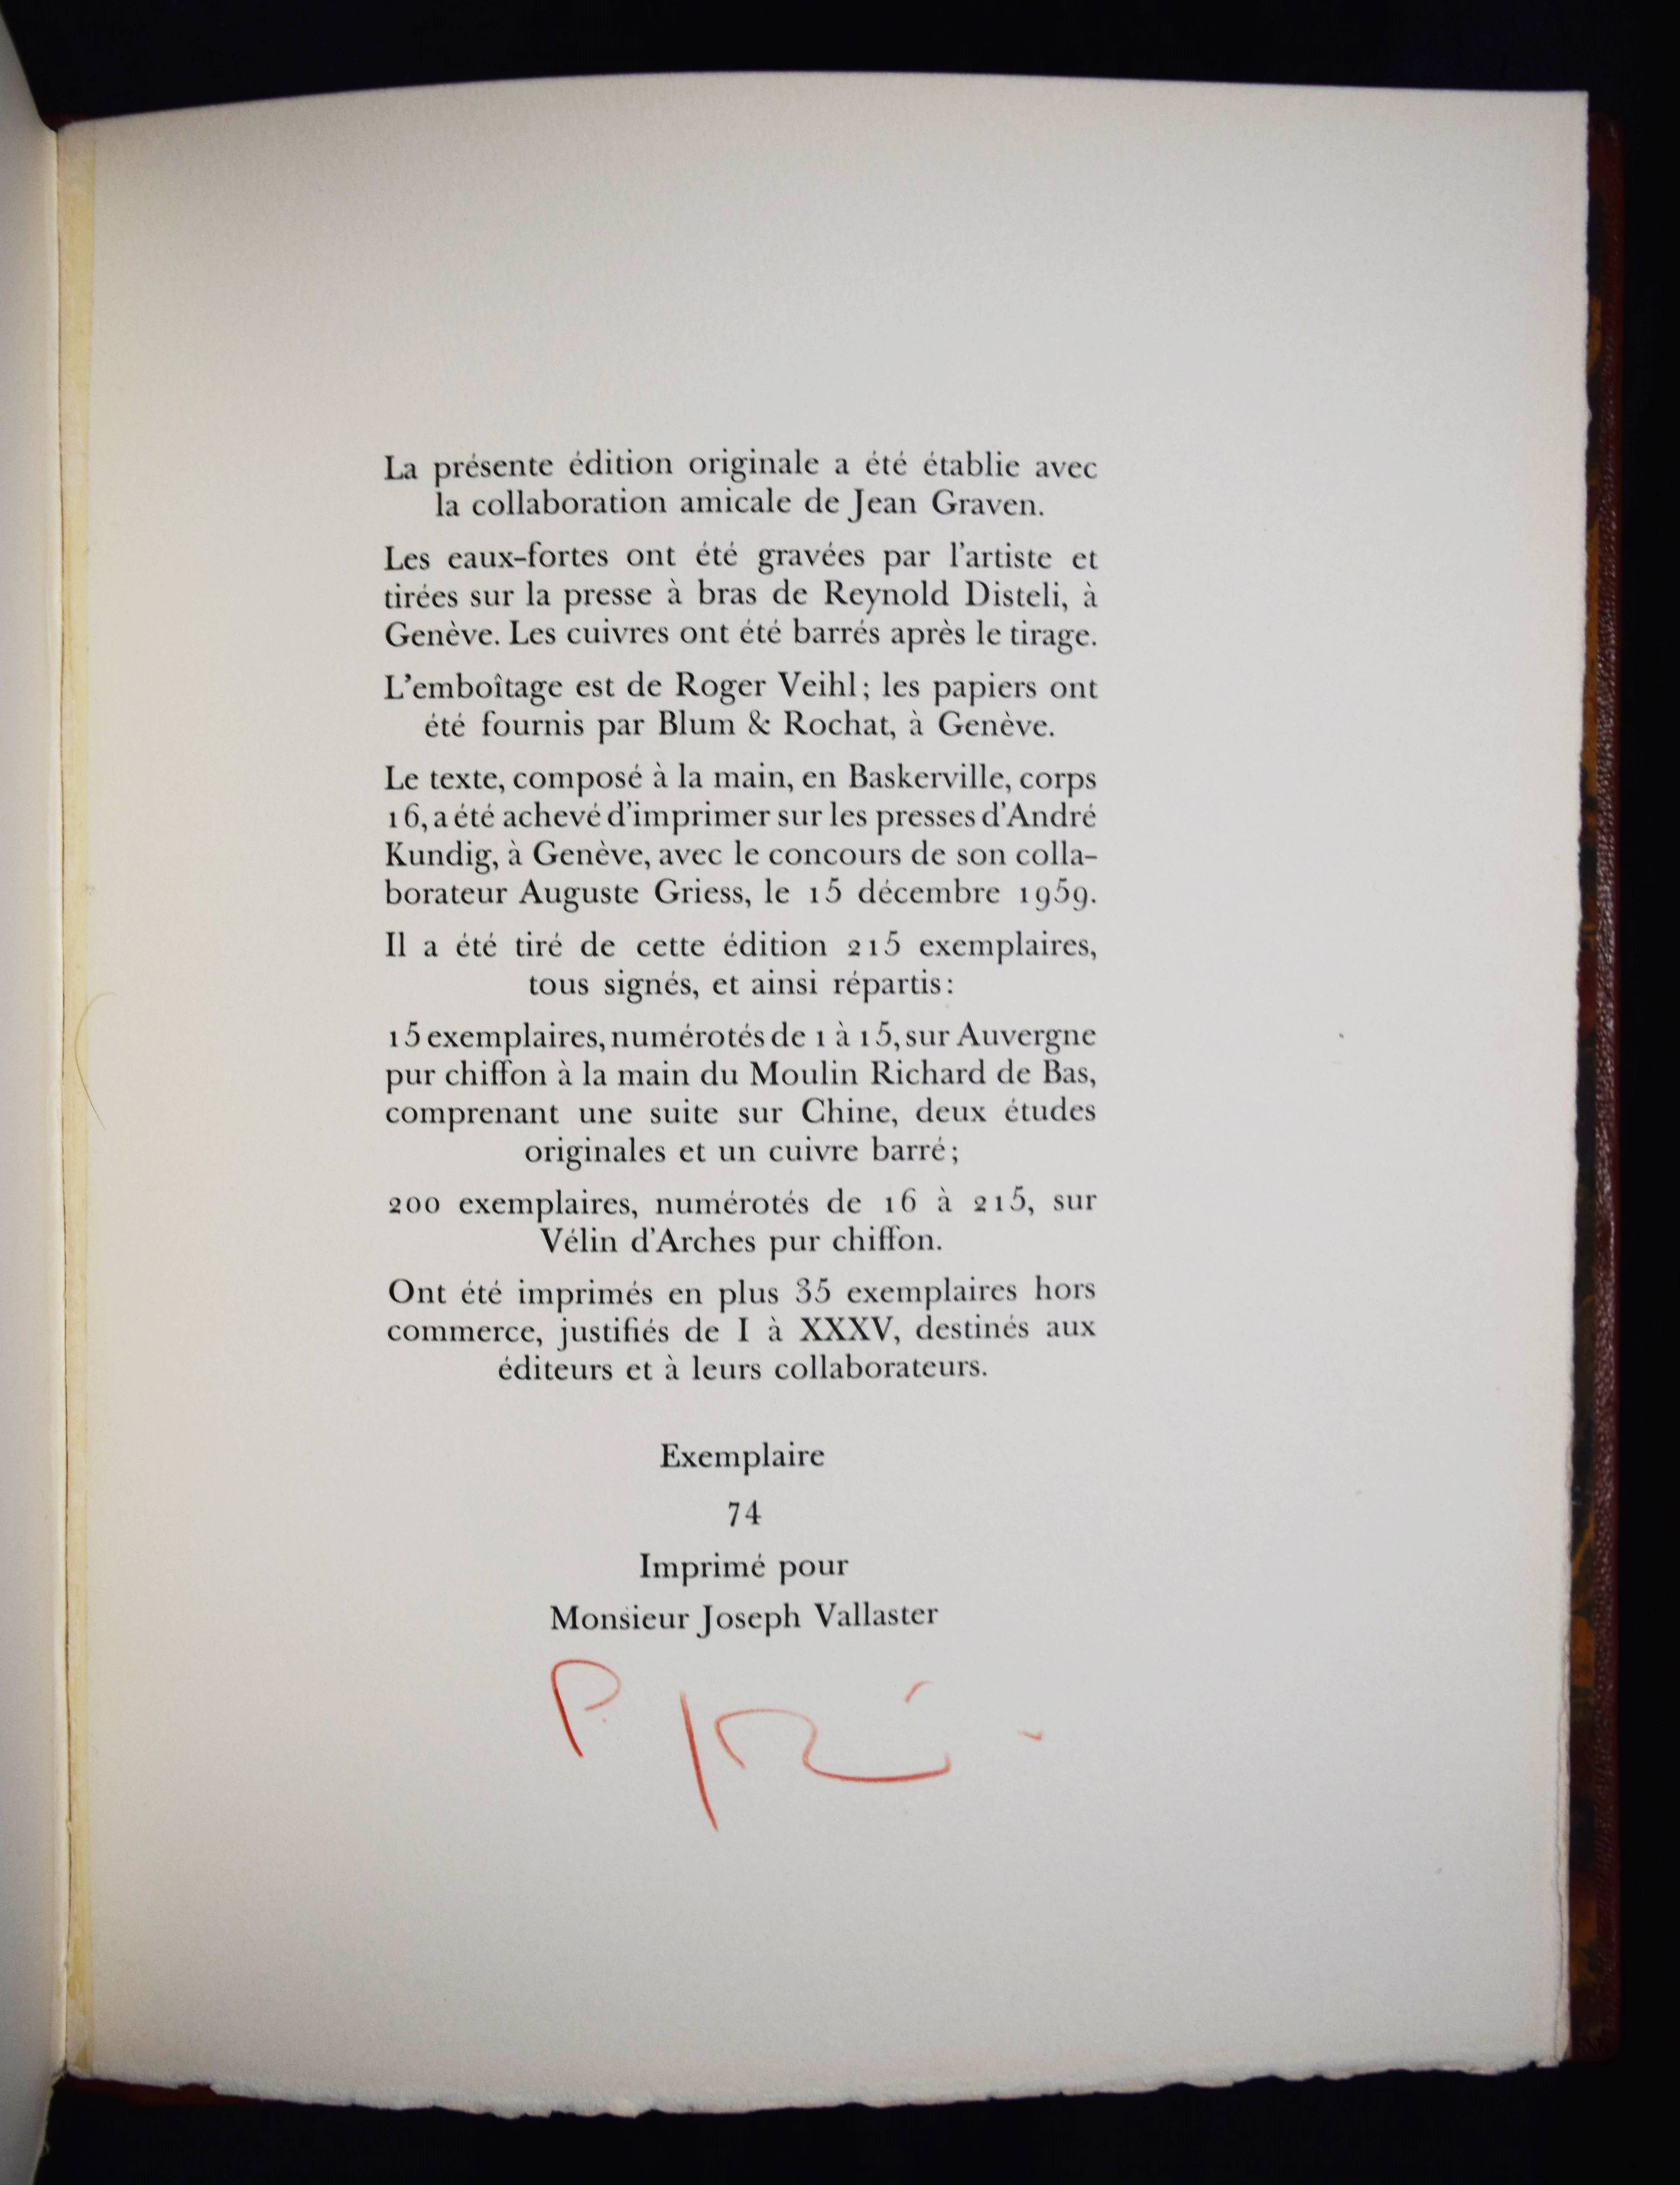 La présente édition originale a été établie avec
la collaboration amicale de Jean Graven.
Les eaux-fortes ont été gravées par l'artiste et
tirées sur la presse à bras de Reynold Disteli, à
Genève. Les cuivres ont été barrés après le tirage.
L'emboîtage est de Roger Veihl; les papiers ont
été fournis par Blum & Rochat, à Genève.
Le texte, composé à la main, en Baskerville, corps
16, a été achevé d'imprimer sur les presses d'André
Kundig, à Genève, avec le concours de son colla-
borateur Auguste Griess, le 15 décembre 1959.
Il a été tiré de cette édition 215 exemplaires,
tous signés, et ainsi répartis:
15 exemplaires, numérotés de 1 à 15, sur Auvergne
pur chiffon à la main du Moulin Richard de Bas,
comprenant une suite sur Chine, deux études
originales et un cuivre barré;
200 exemplaires, numérotés de 16 à 215, sur
Vélin d'Arches pur chiffon.
Ont été imprimés en plus 35 exemplaires hors
commerce, justifiés de I à XXXV, destinés aux
éditeurs et à leurs collaborateurs.
Exemplaire
74
Imprimé pour
Monsieur Joseph Vallaster